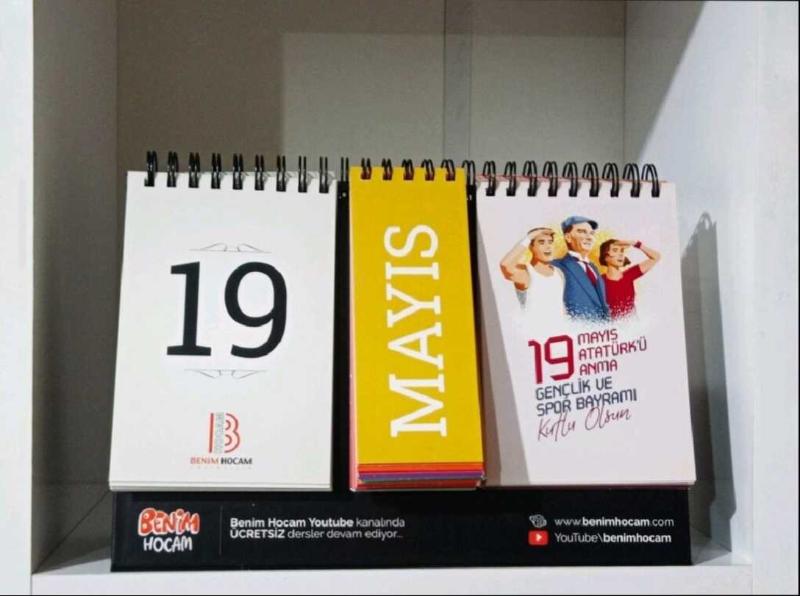 19
BENİM HOCAM
MAYIS
19 MAYIS
ATATÜRK'Ü
ANMA
GENÇLİK VE
SPOR BAYRAMI
Kutlu Olsun
BENİM
HOCAM
Benim Hocam Youtube kanalında
ÜCRETSİZ dersler devam ediyor...
www.benimhocam.com
YouTube\benimhocam